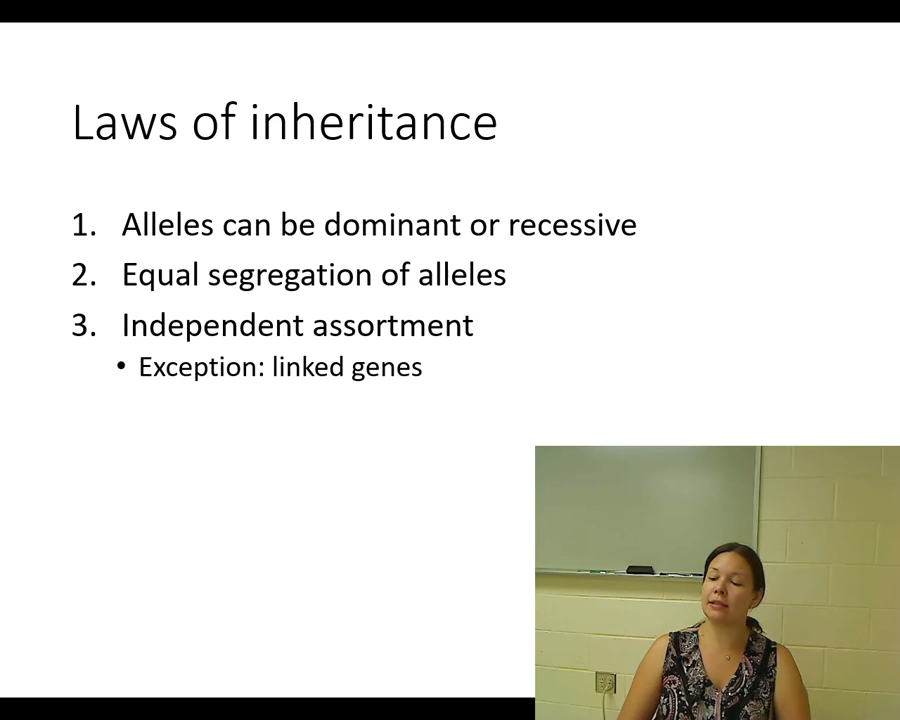 Laws of inheritance
1. Alleles can be dominant or recessive
2. Equal segregation of alleles
3. Independent assortment
• Exception: linked genes